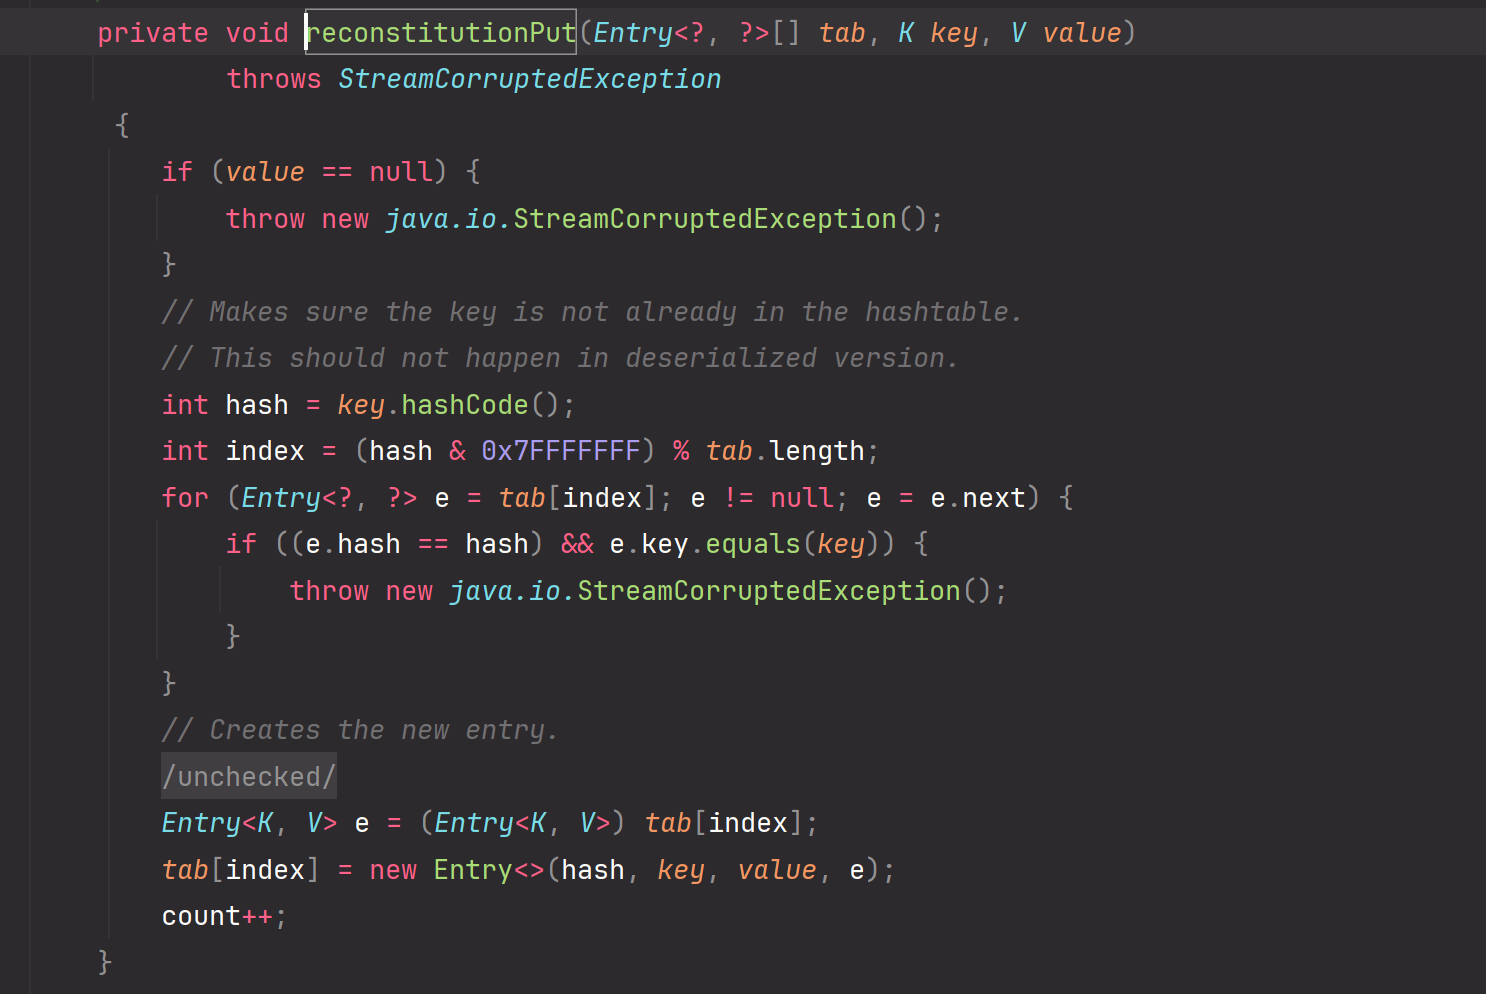 private void reconstitutionPut(Entry<?, ?>[] tab, K key, V value)
throws StreamCorruptedException
{
if (value == null) {
throw new java.io.StreamCorruptedException();
}
// Makes sure the key is not already in the hashtable.
// This should not happen in deserialized version.
int hash = key.hashCode();
int index = (hash & 0x7FFFFFFF) % tab.length;
for (Entry<?, ?> e = tab[index]; e != null; e = e.next) {
if ((e.hash == hash) && e.key.equals(key)) {
throw new java.io.StreamCorruptedException();
}
}
// Creates the new entry.
/unchecked/
Entry<K, V> e = (Entry<K, V>) tab[index];
tab[index] = new Entry<>(hash, key, value, e);
count++;
}